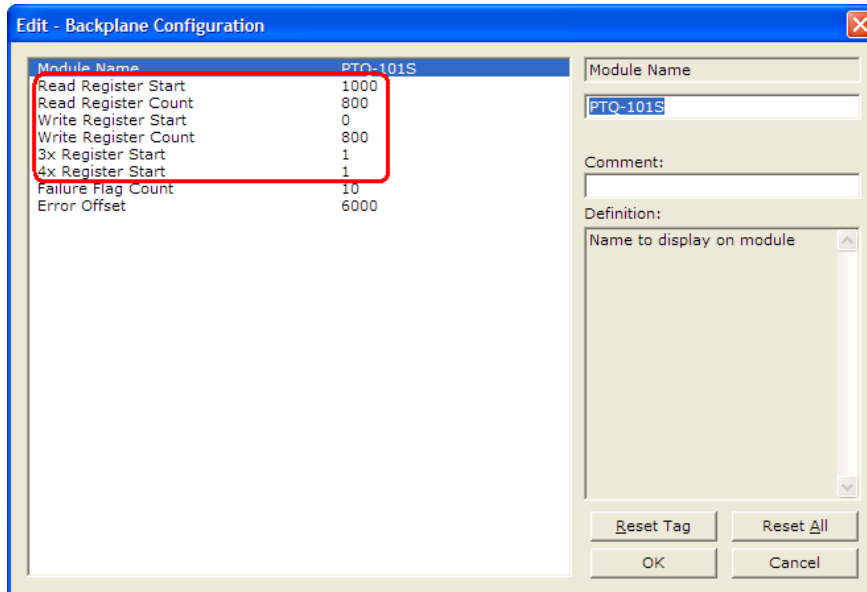 Edit - Backplane Configuration
Module Name PTQ-101S
Read Register Start 1000
Read Register Count 800
Write Register Start 0
Write Register Count 800
3x Register Start 1
4x Register Start 1
Failure Flag Count 10
Error Offset 6000
Module Name
PTQ-101S
Comment:
Definition:
Name to display on module
Reset Tag Reset All
OK Cancel